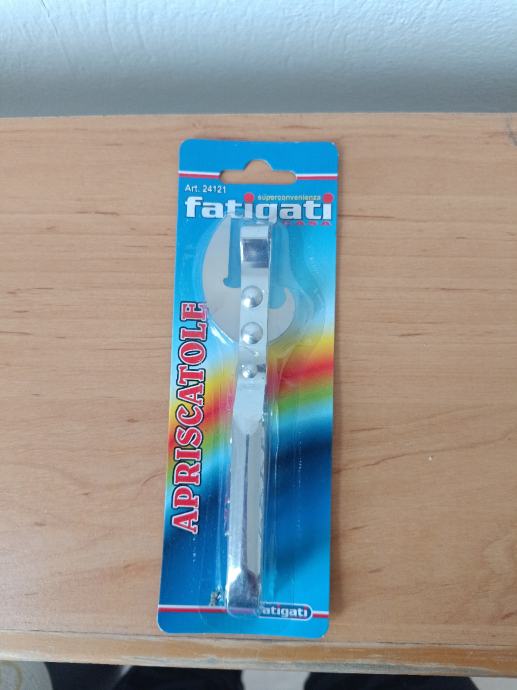 Art. 24121
superconvenienza
fatigati
CASA
APRISCATOLE
fatigati